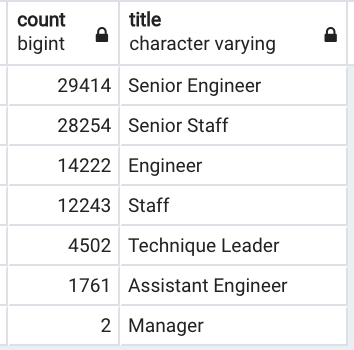 count title
bigint character varying
29414 Senior Engineer
28254 Senior Staff
14222 Engineer
12243 Staff
4502 Technique Leader
1761 Assistant Engineer
2 Manager